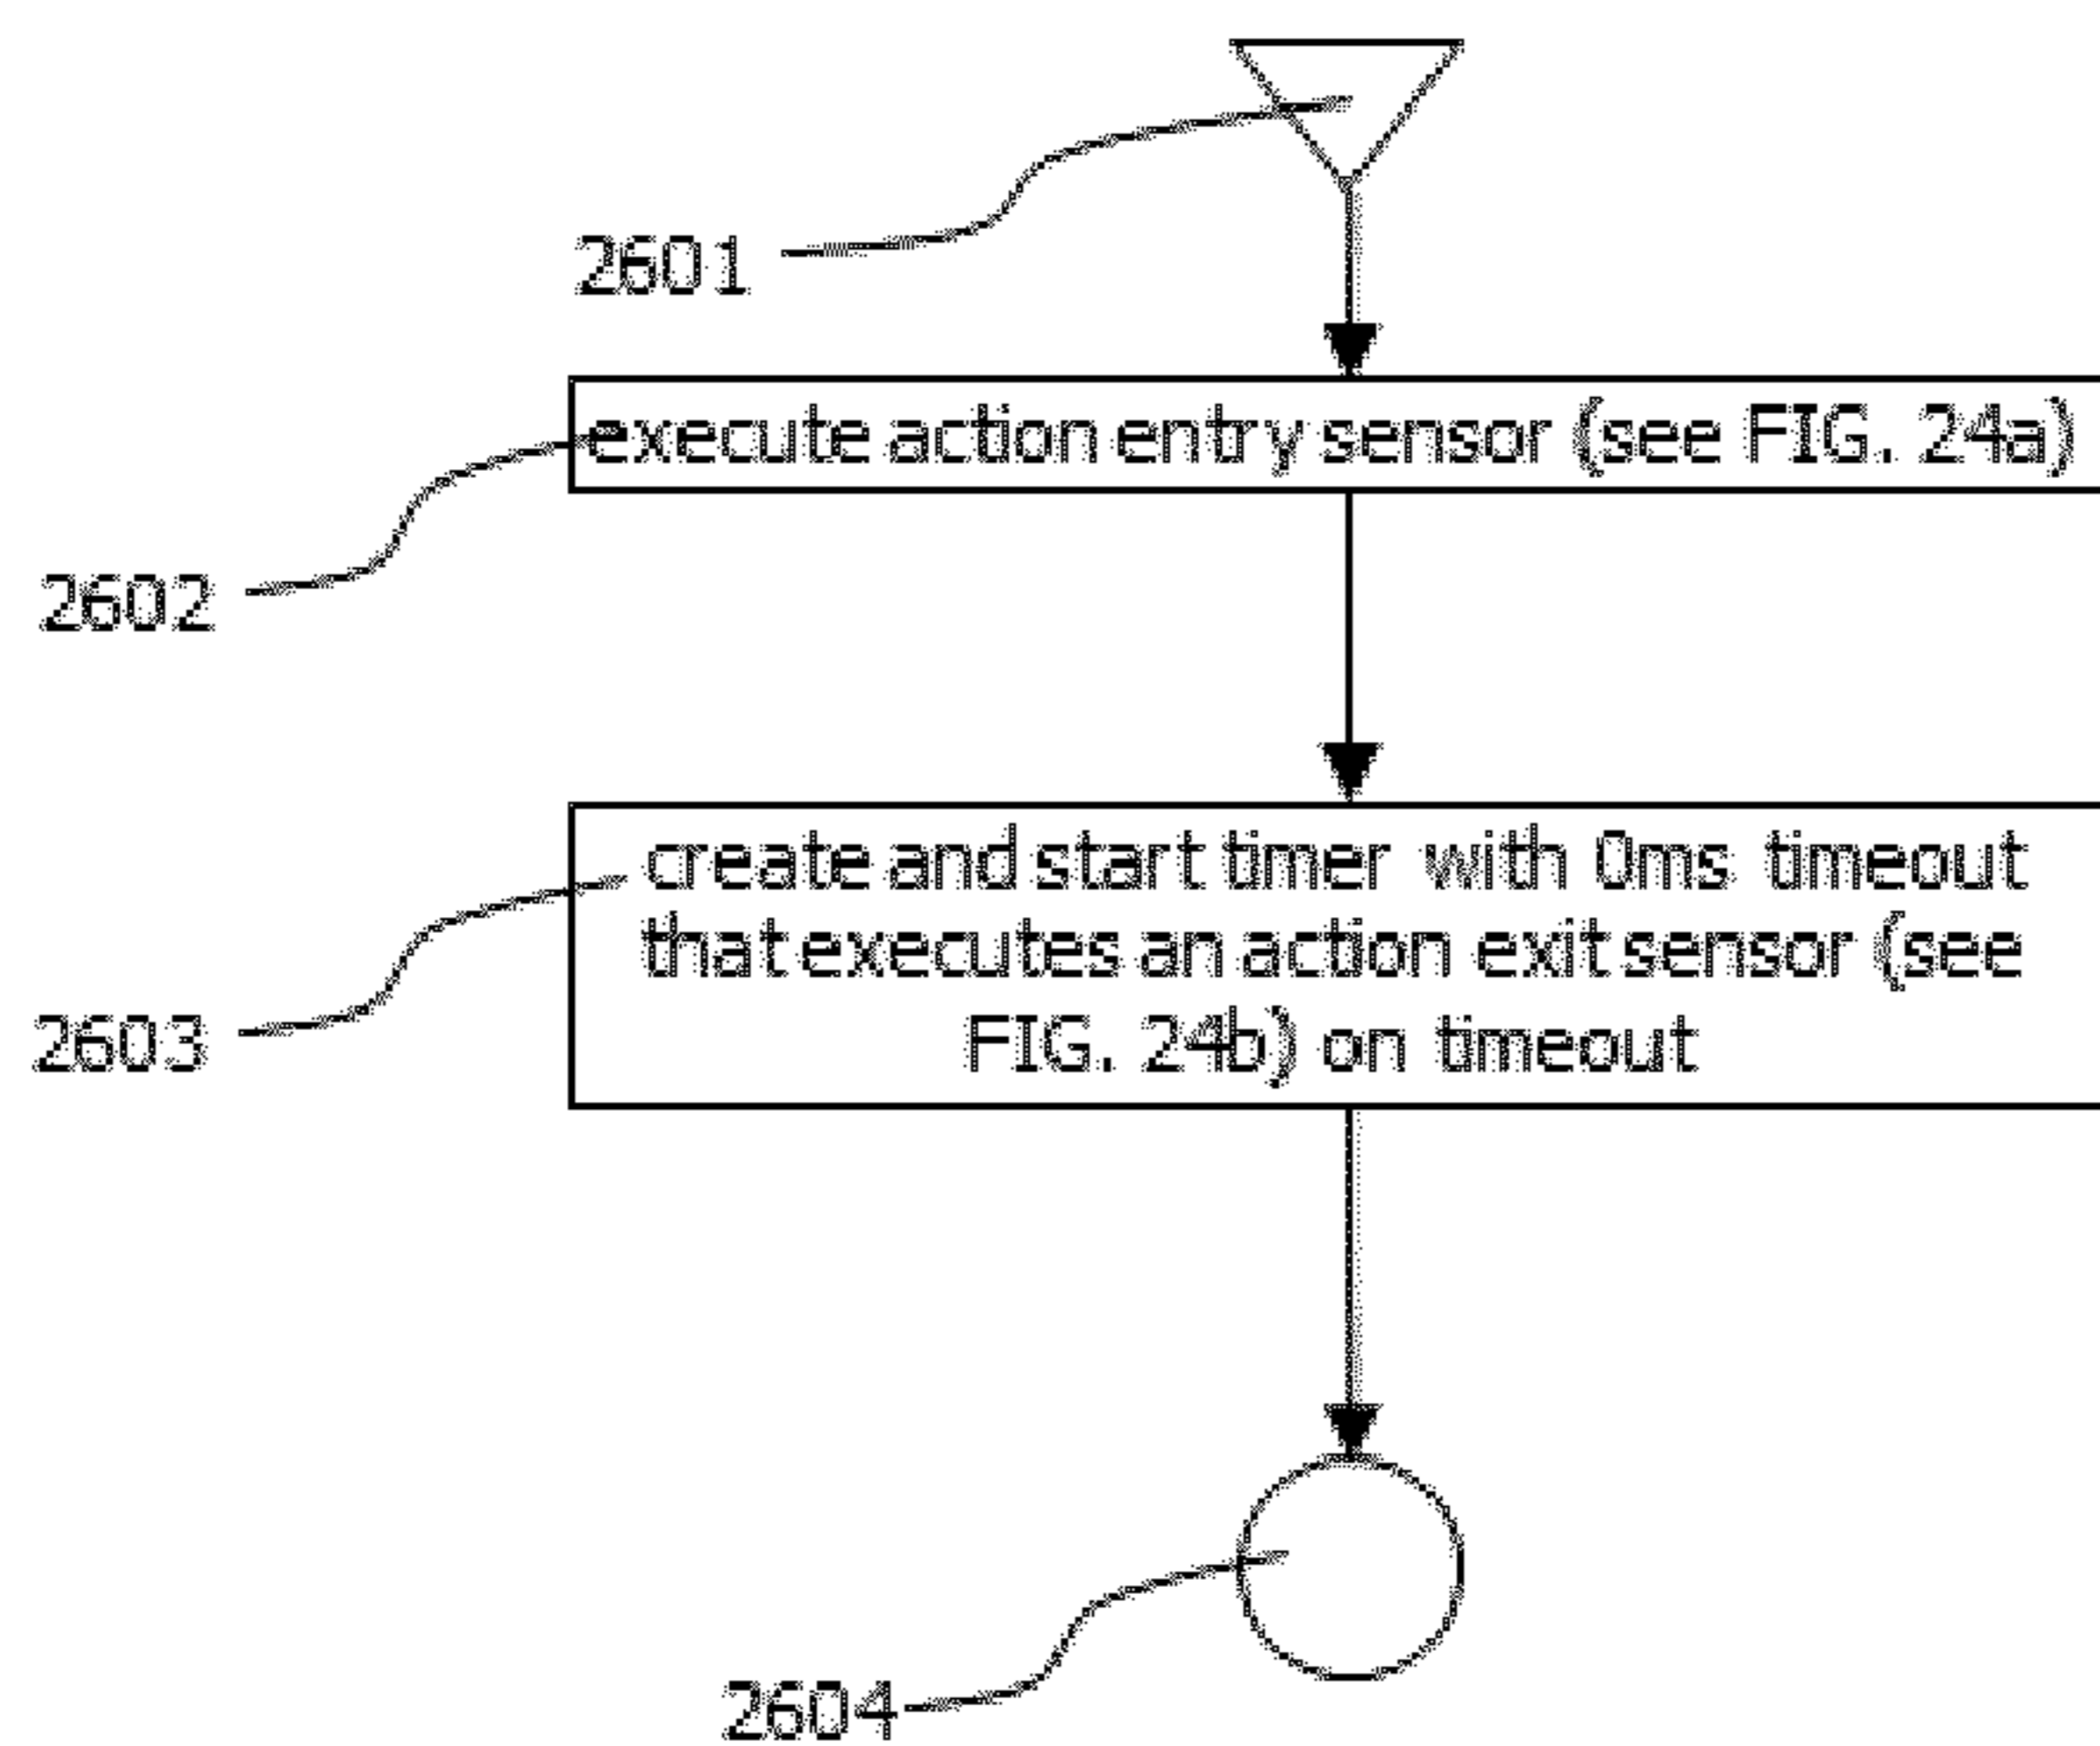 2601
execute action entry sensor (see FIG. 24a)
2602
create and start timer with 0ms timeout
that executes an action exit sensor (see
FIG. 24b) on timeout
2603
2604